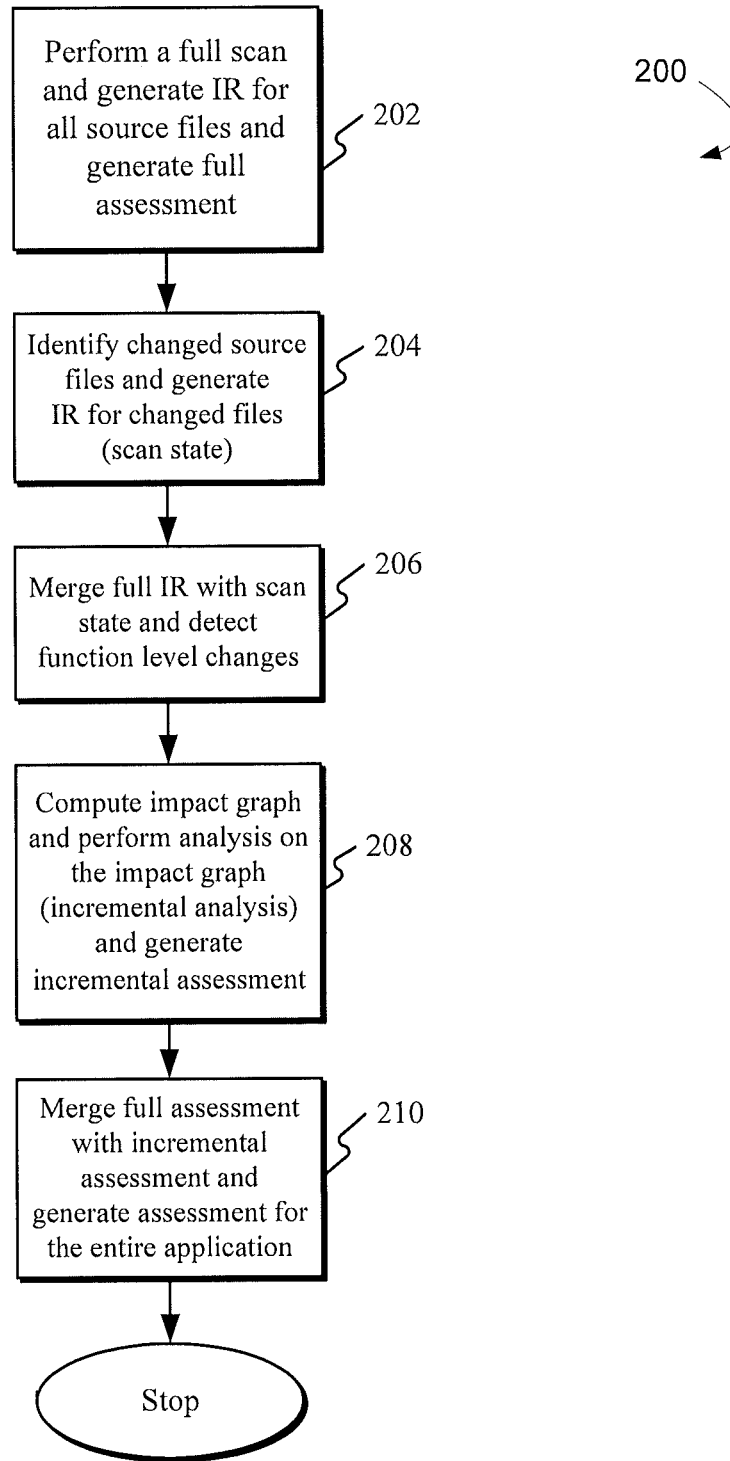 Perform a full scan
and generate IR for
all source files and
generate full
assessment
202
200
Identify changed source
files and generate
IR for changed files
(scan state)
204
Merge full IR with scan
state and detect
function level changes
206
Compute impact graph
and perform analysis on
the impact graph
(incremental analysis)
and generate
incremental assessment
208
Merge full assessment
with incremental
assessment and
generate assessment for
the entire application
210
Stop